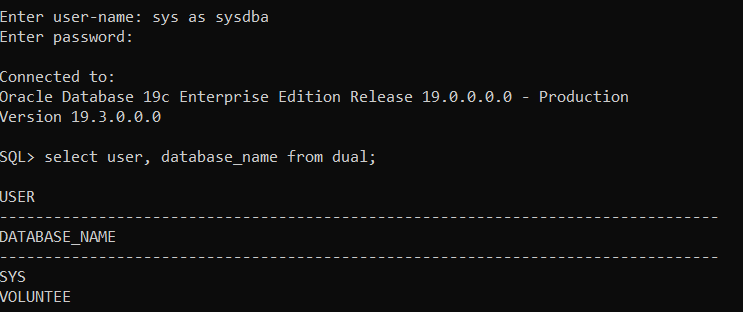 Enter user-name: sys as sysdba
Enter password:
Connected to:
Oracle Database 19c Enterprise Edition Release 19.0.0.0.0 - Production
Version 19.3.0.0.0
SQL> select user, database_name from dual;
USER
--------------------------------------------------------------------------------
DATABASE_NAME
--------------------------------------------------------------------------------
SYS
VOLUNTEE